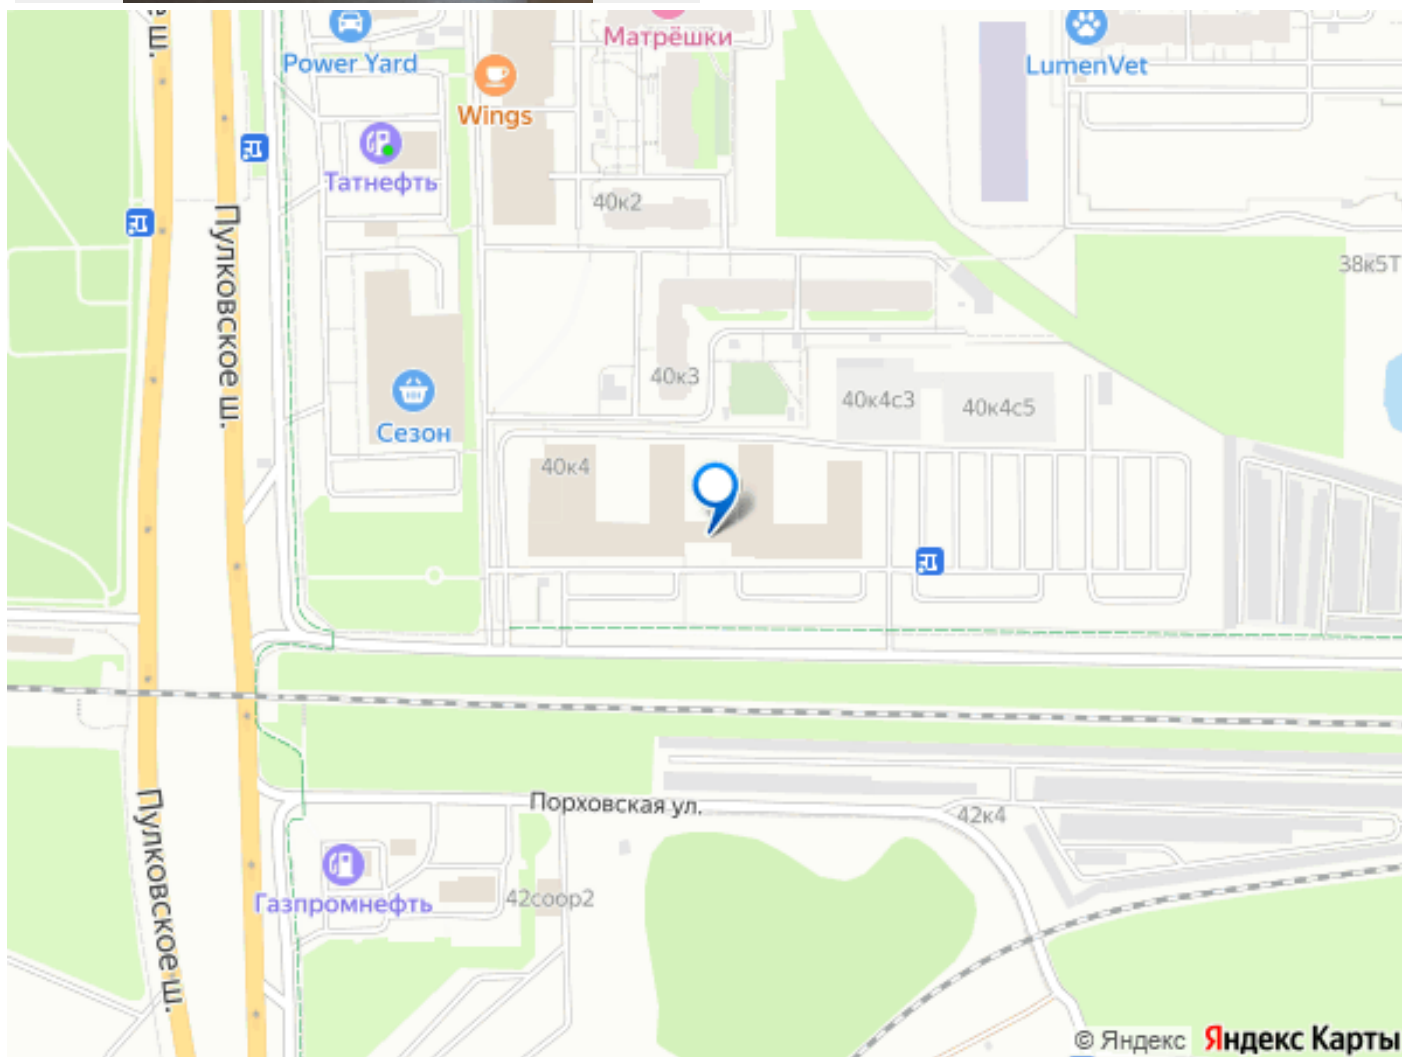 ш.
Матрёшки
Power Yard
LumenVet
Wings
Татнефть
40к2
Пулковское ш.
38к5Т
40к3
40к4с3
40к4с5
Сезон
40к4
Порховская ул.
42к4
Пулковское ш.
Газпромнефть
42соор2
© Яндекс Яндекс Карты